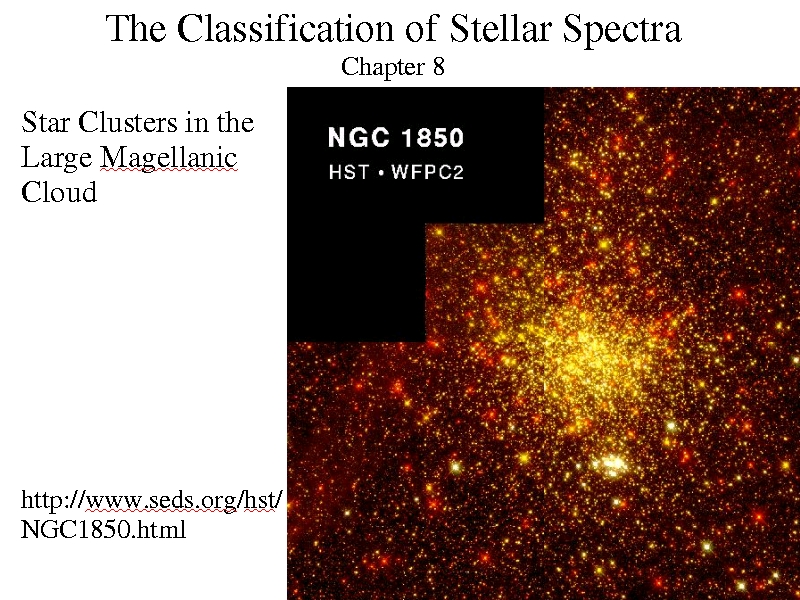 The Classification of Stellar Spectra
Chapter 8
Star Clusters in the
Large Magellanic
Cloud
NGC 1850
HST • WFPC2
http://www.seds.org/hst/
NGC1850.html